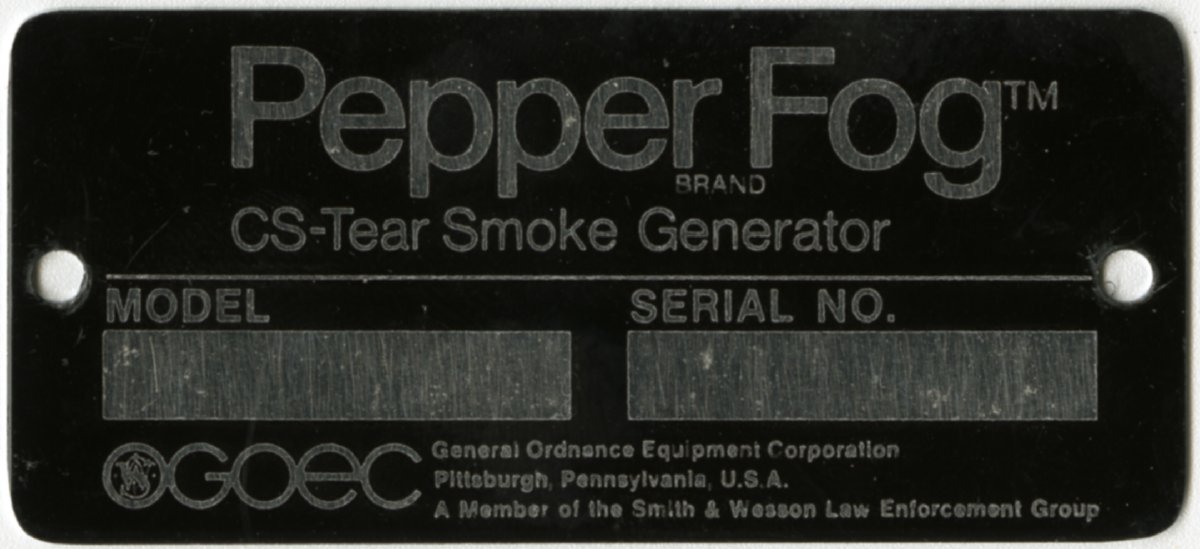 Pepper Fog™
BRAND
CS-Tear Smoke Generator
MODEL
SERIAL NO.
GOEC
General Ordnance Equipment Corporation
Pittsburgh, Pennsylvania, U.S.A.
A Member of the Smith & Wesson Law Enforcement Group